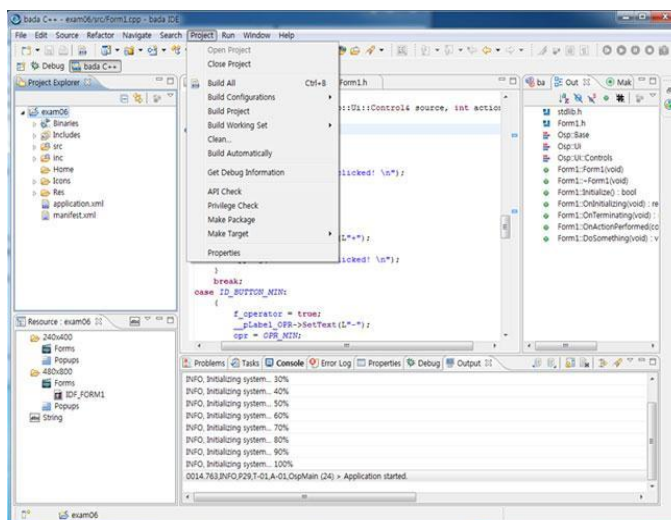 bada C++ - exam06/src/Form1.cpp - bada IDE
File Edit Source Refactor Navigate Search Project Run Window Help
Debug bada C++
Project Explorer
exam06
Binaries
Includes
src
inc
Home
Icons
Res
application.xml
manifest.xml
Open Project
Close Project
Build All Ctrl+B
Build Configurations
Build Project
Build Working Set
Clean...
Build Automatically
Get Debug Information
API Check
Privilege Check
Make Package
Make Target
Properties
Form1.h
::Ui::Control& source, int action
licked! \n");
(L"+");
licked! \n");
}
break;
case ID_BUTTON_MIN:
{
f_operator = true;
__pLabel_OPR->SetText(L"-");
opr = OPR_MIN;
ba Out Mak
stdlib.h
Form1.h
Osp::Base
Osp::Ui
Osp::Ui::Controls
Form1::Form1(void)
Form1::~Form1(void)
Form1::Initialize() : bool
Form1::OnInitializing(void) : re
Form1::OnTerminating(void) :
Form1::OnActionPerformed(co
Form1::DoSomething(void) : v
Resource : exam06
240x400
Forms
Popups
480x800
Forms
IDF_FORM1
Popups
String
Problems Tasks Console Error Log Properties Debug Output
INFO, Initializing system... 30%
INFO, Initializing system... 40%
INFO, Initializing system... 50%
INFO, Initializing system... 60%
INFO, Initializing system... 70%
INFO, Initializing system... 80%
INFO, Initializing system... 90%
INFO, Initializing system... 100%
0014.763,INFO,P29,T-01,A-01,OspMain (24) > Application started.
exam06